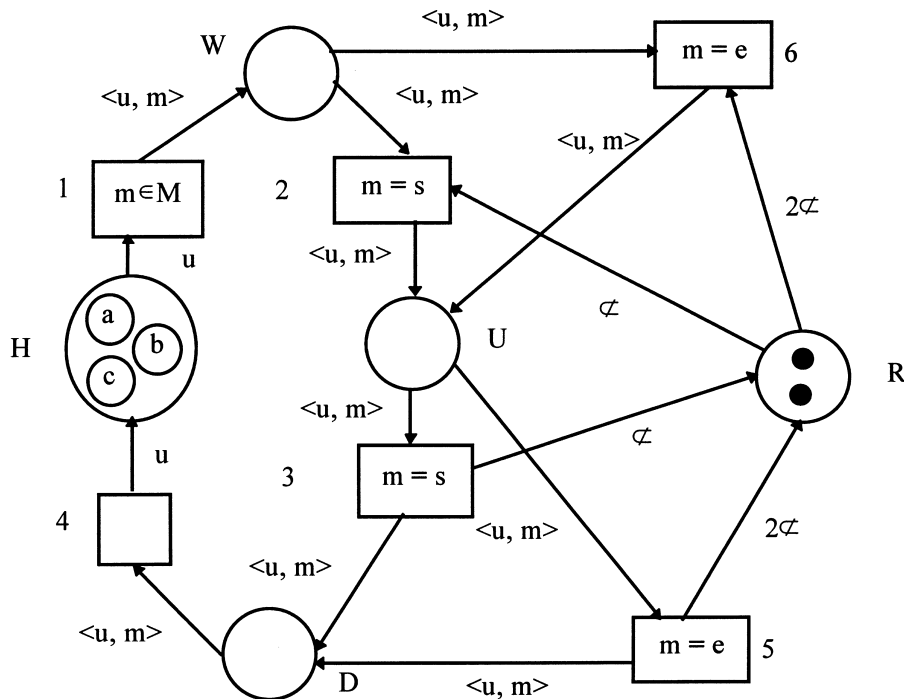 <u, m>
W
m = e
6
<u, m>
<u, m>
<u, m>
1
m∈M
2
m = s
2⊄
u
<u, m>
H
a
b
c
⊄
U
R
<u, m>
⊄
u
3
m = s
4
<u, m>
2⊄
<u, m>
<u, m>
m = e
5
D
<u, m>